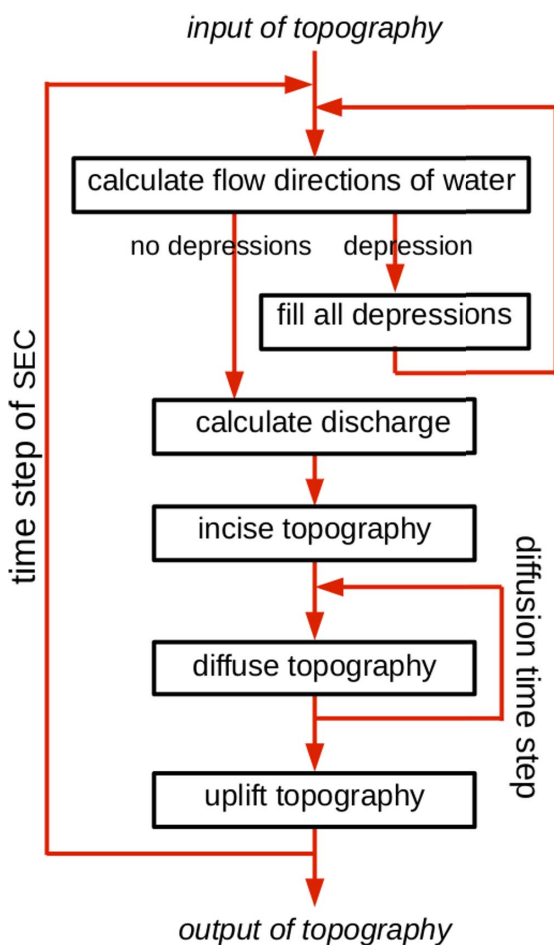 input of topography
calculate flow directions of water
no depressions
depression
fill all depressions
time step of SEC
calculate discharge
incise topography
diffusion time step
diffuse topography
uplift topography
output of topography